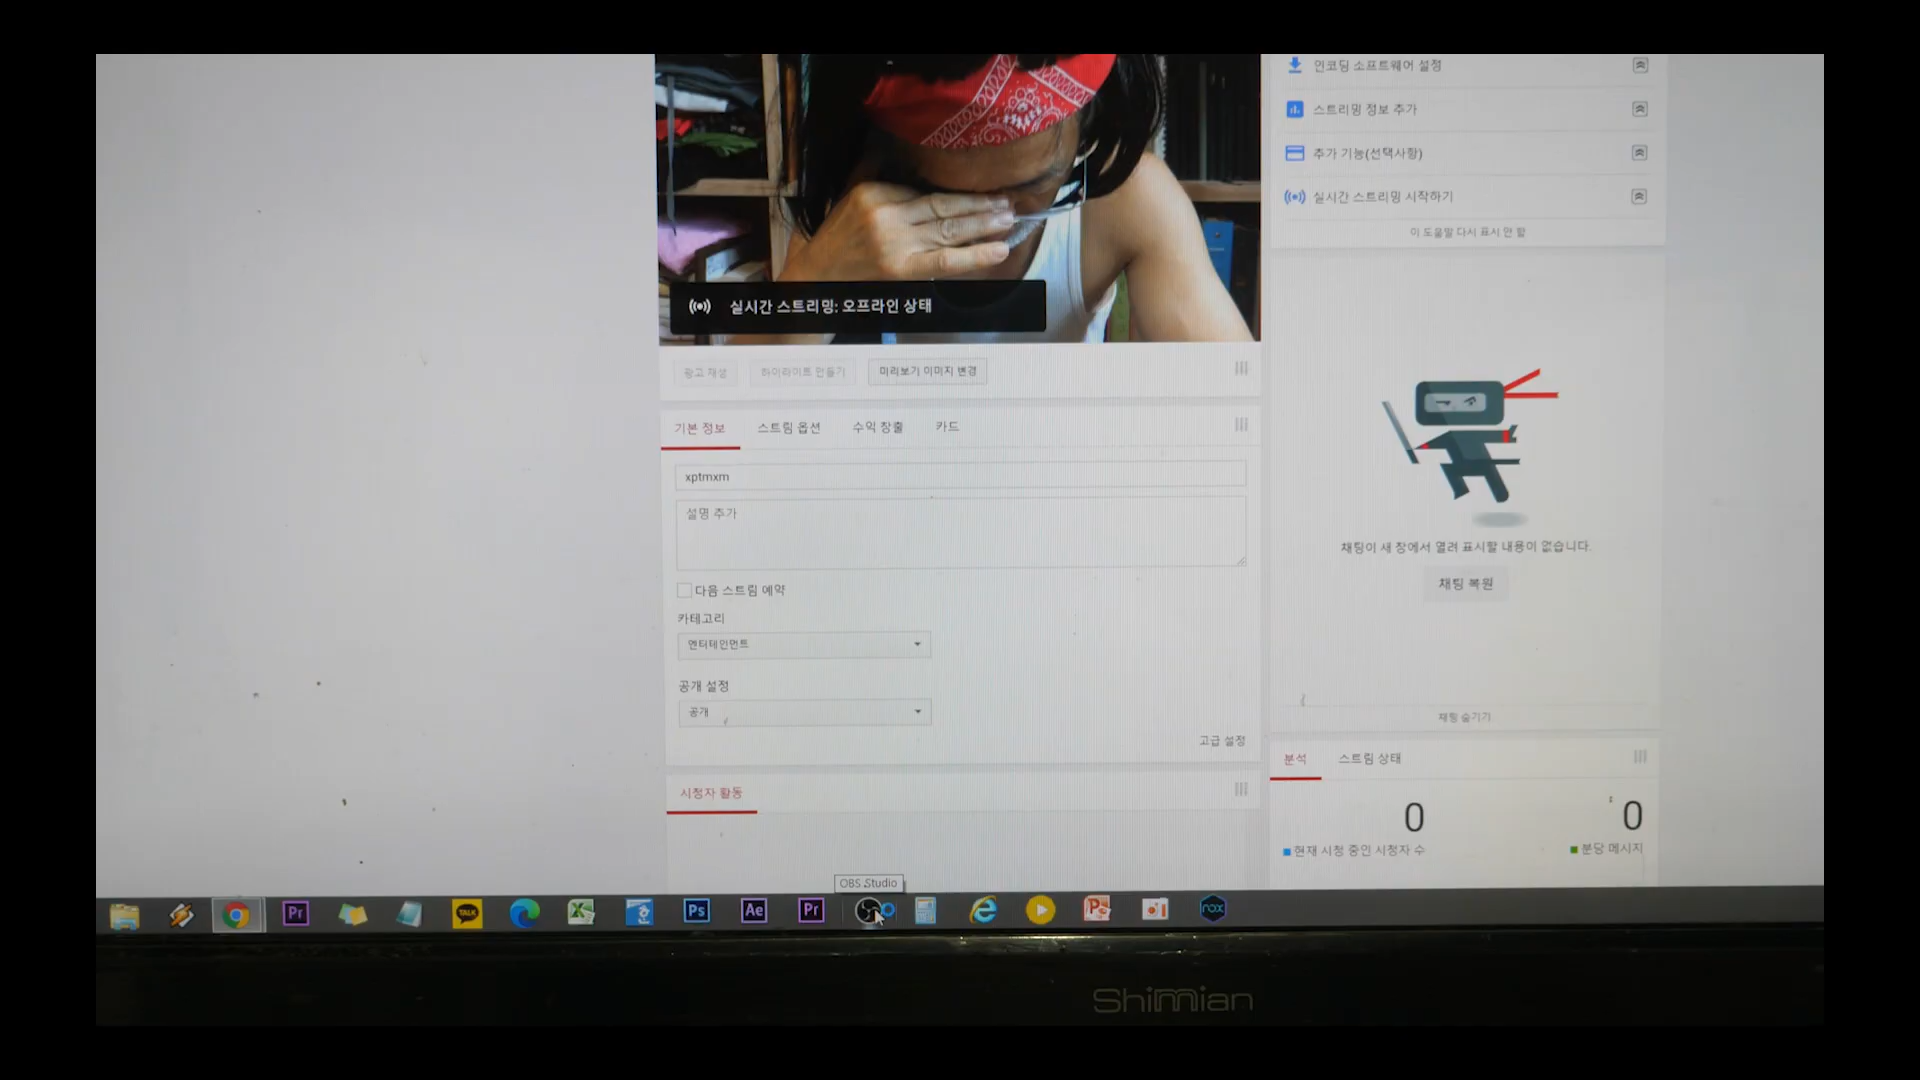 인코딩 소프트웨어 설정
스트리밍 정보 추가
추가 기능(선택사항)
실시간 스트리밍 시작하기
이 도움말 다시 표시 안 함
실시간 스트리밍: 오프라인 상태
광고 재생
하이라이트 만들기
미리보기 이미지 변경
기본 정보
스트림 옵션
수익 창출
카드
xptmxm
설명 추가
다음 스트림 예약
카테고리
엔터테인먼트
공개 설정
공개
고급 설정
시청자 활동
채팅이 새 창에서 열려 표시할 내용이 없습니다.
채팅 복원
채팅 숨기기
분석
스트림 상태
0
0
현재 시청 중인 시청자 수
분당 메시지
OBS Studio
Pr
TALK
Ps
Ae
Pr
nox
Shimian